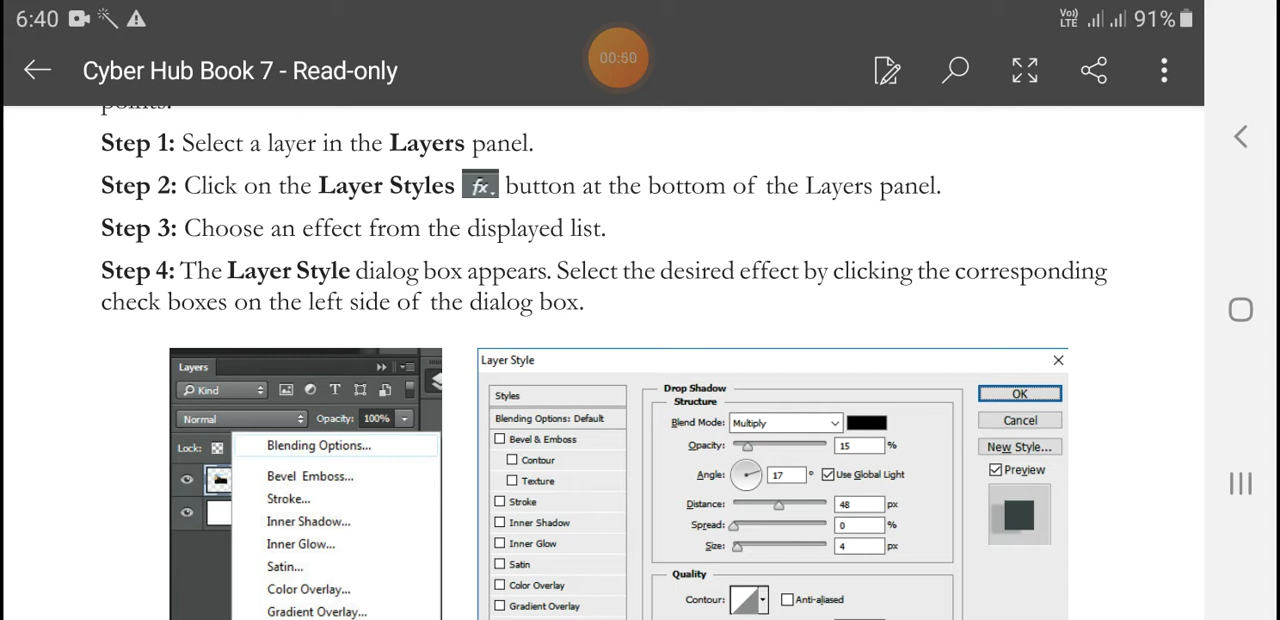 6:40
Vo)) LTE 91%
00:50
Cyber Hub Book 7 - Read-only
points.
Step 1: Select a layer in the Layers panel.
Step 2: Click on the Layer Styles fx button at the bottom of the Layers panel.
Step 3: Choose an effect from the displayed list.
Step 4: The Layer Style dialog box appears. Select the desired effect by clicking the corresponding
check boxes on the left side of the dialog box.
Layers
Kind
Normal Opacity: 100%
Lock:
Blending Options...
Bevel Emboss...
Stroke...
Inner Shadow...
Inner Glow...
Satin...
Color Overlay...
Gradient Overlay...
Layer Style
Styles
Blending Options: Default
Bevel & Emboss
Contour
Texture
Stroke
Inner Shadow
Inner Glow
Satin
Color Overlay
Gradient Overlay
Drop Shadow
Structure
Blend Mode: Multiply
Opacity: 15 %
Angle: 17 ° Use Global Light
Distance: 48 px
Spread: 0 %
Size: 4 px
Quality
Contour: Anti-aliased
OK
Cancel
New Style...
Preview